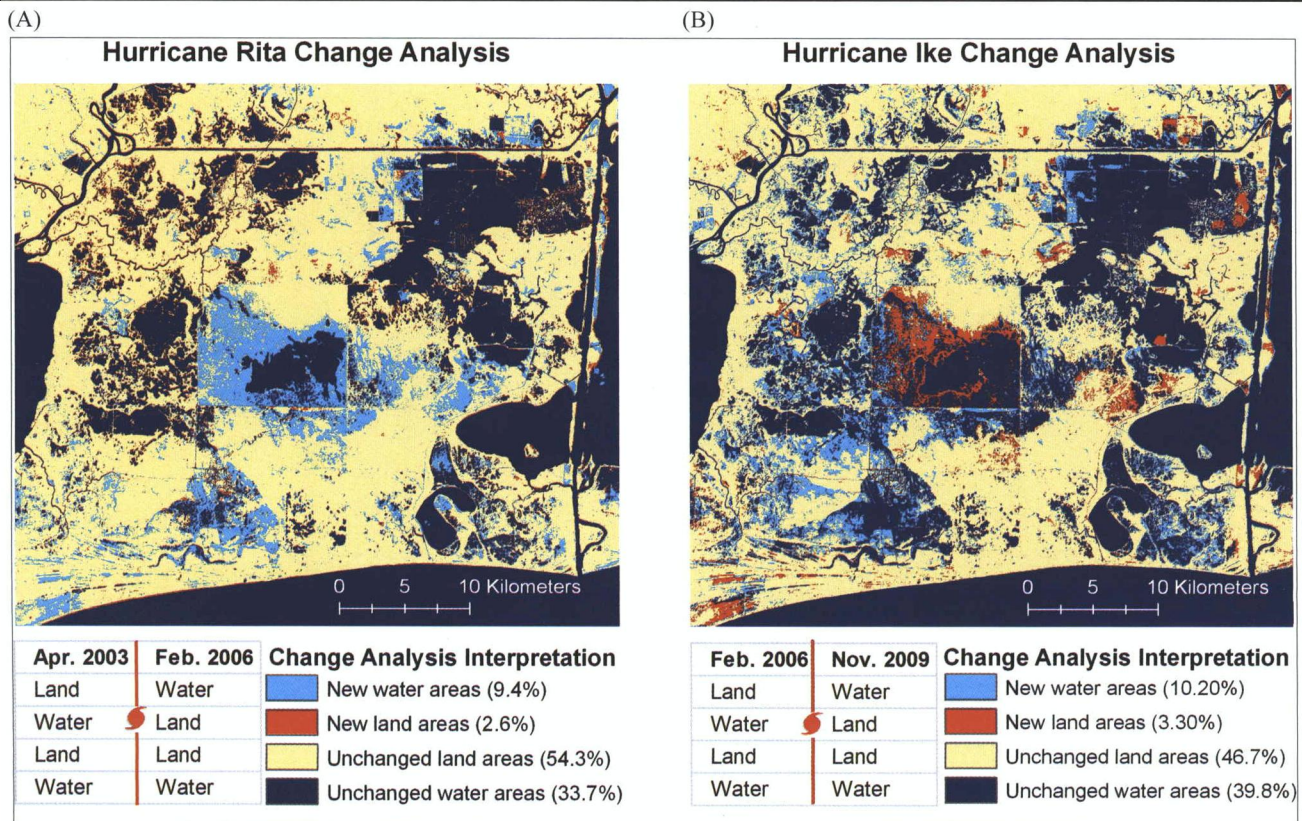 (A)
Hurricane Rita Change Analysis
0 5 10 Kilometers
Apr. 2003 Feb. 2006
Land Water
Water Land
Land Land
Water Water
Change Analysis Interpretation
New water areas (9.4%)
New land areas (2.6%)
Unchanged land areas (54.3%)
Unchanged water areas (33.7%)
(B)
Hurricane Ike Change Analysis
0 5 10 Kilometers
Feb. 2006 Nov. 2009
Land Water
Water Land
Land Land
Water Water
Change Analysis Interpretation
New water areas (10.20%)
New land areas (3.30%)
Unchanged land areas (46.7%)
Unchanged water areas (39.8%)